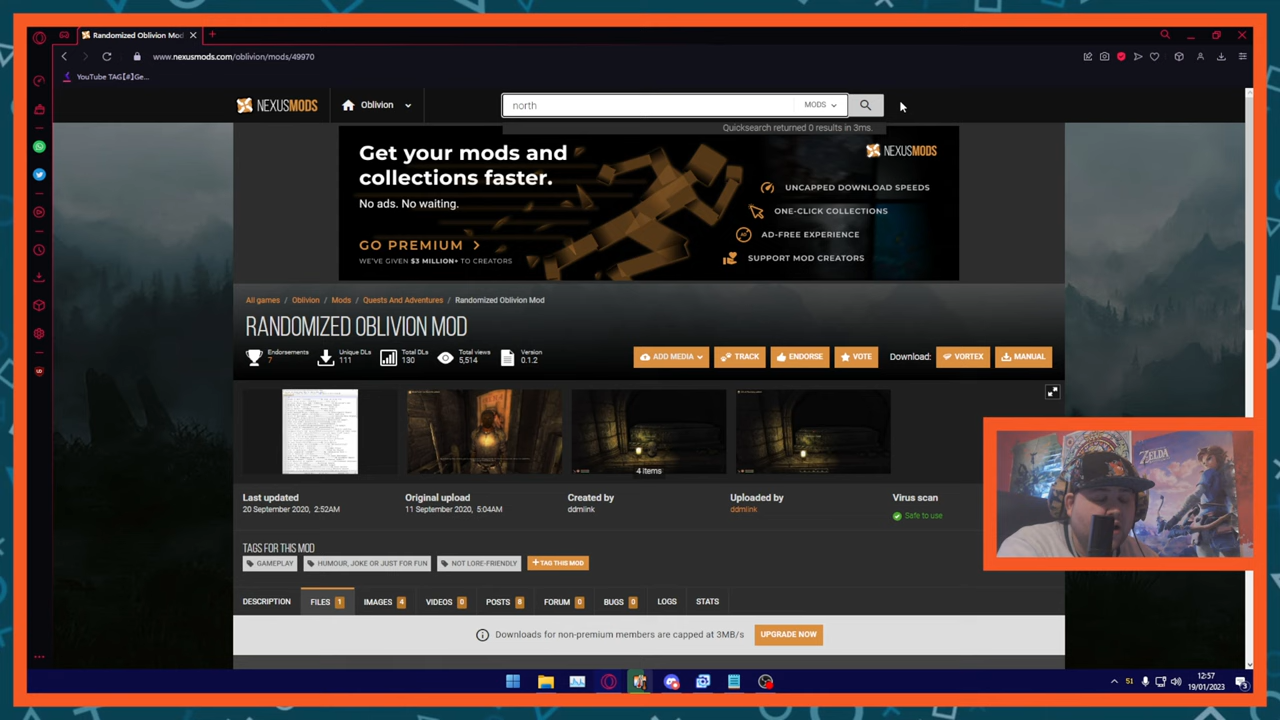 Randomized Oblivion Mod
www.nexusmods.com/oblivion/mods/49970
YouTube TAG【#】Ge...
NEXUSMODS
Oblivion
north
MODS
Quicksearch returned 0 results in 3ms.
Get your mods and
collections faster.
No ads. No waiting.
GO PREMIUM >
WE'VE GIVEN $3 MILLION+ TO CREATORS
NEXUSMODS
UNCAPPED DOWNLOAD SPEEDS
ONE-CLICK COLLECTIONS
AD-FREE EXPERIENCE
SUPPORT MOD CREATORS
All games / Oblivion / Mods / Quests And Adventures / Randomized Oblivion Mod
RANDOMIZED OBLIVION MOD
Endorsements
7
Unique DLs
111
Total DLs
130
Total views
5,514
Version
0.1.2
ADD MEDIA
TRACK
ENDORSE
VOTE
Download:
VORTEX
MANUAL
4 items
Last updated
20 September 2020, 2:52AM
Original upload
11 September 2020, 5:04AM
Created by
ddmlink
Uploaded by
ddmlink
Virus scan
Safe to use
TAGS FOR THIS MOD
GAMEPLAY
HUMOUR, JOKE OR JUST FOR FUN
NOT LORE-FRIENDLY
+TAG THIS MOD
DESCRIPTION
FILES 1
IMAGES 4
VIDEOS 0
POSTS 8
FORUM 0
BUGS 0
LOGS
STATS
Downloads for non-premium members are capped at 3MB/s
UPGRADE NOW
ZELDA
51
12:57
19/01/2023
3